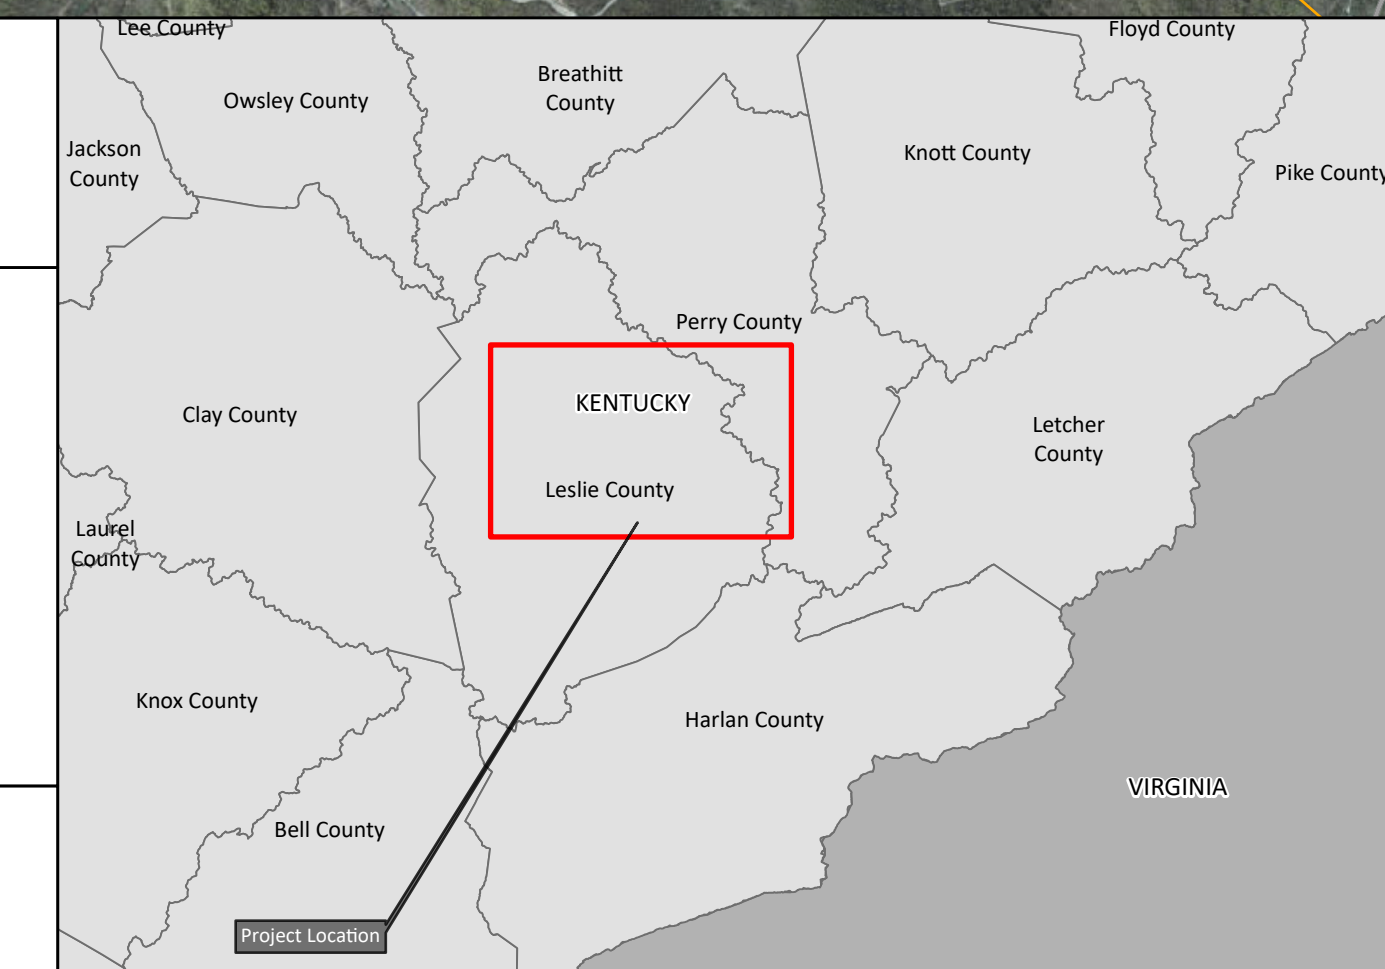 Lee County
Floyd County
Breathitt
County
Owsley County
Jackson
County
Knott County
Pike County
Perry County
KENTUCKY
Clay County
Letcher
County
Leslie County
Laurel
County
Knox County
Harlan County
VIRGINIA
Bell County
Project Location